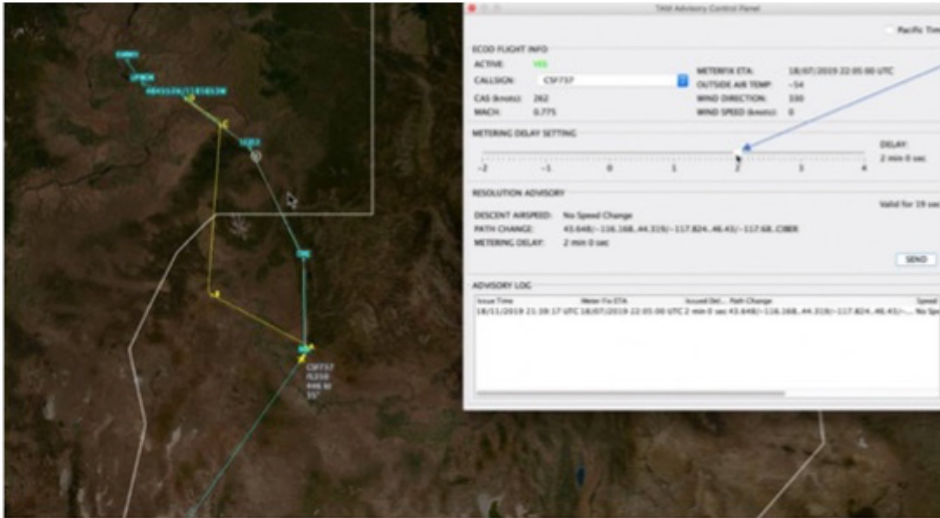 TAM Advisory Control Panel
Pacific Tim
ECOD FLIGHT INFO
ACTIVE: YES
CALLSIGN: CSF737
CAS (knots): 262
MACH: 0.775
METERFIX ETA: 18/07/2019 22:05:00 UTC
OUTSIDE AIR TEMP: -54
WIND DIRECTION: 330
WIND SPEED (knots): 0
METERING DELAY SETTING
-2 -1 0 1 2 3 4
DELAY:
2 min 0 sec
RESOLUTION ADVISORY
Valid for 19 sec
DESCENT AIRSPEED: No Speed Change
PATH CHANGE: 43.648/-116.168..44.319/-117.824..46.43/-117.68..CIBER
METERING DELAY: 2 min 0 sec
SEND
ADVISORY LOG
Issue Time Meter Fix ETA Issued Del... Path Change Speed
18/11/2019 21:39:17 UTC 18/07/2019 22:05:00 UTC 2 min 0 sec 43.648/-116.168..44.319/-117.824..46.43/-... No Spe
CSF737